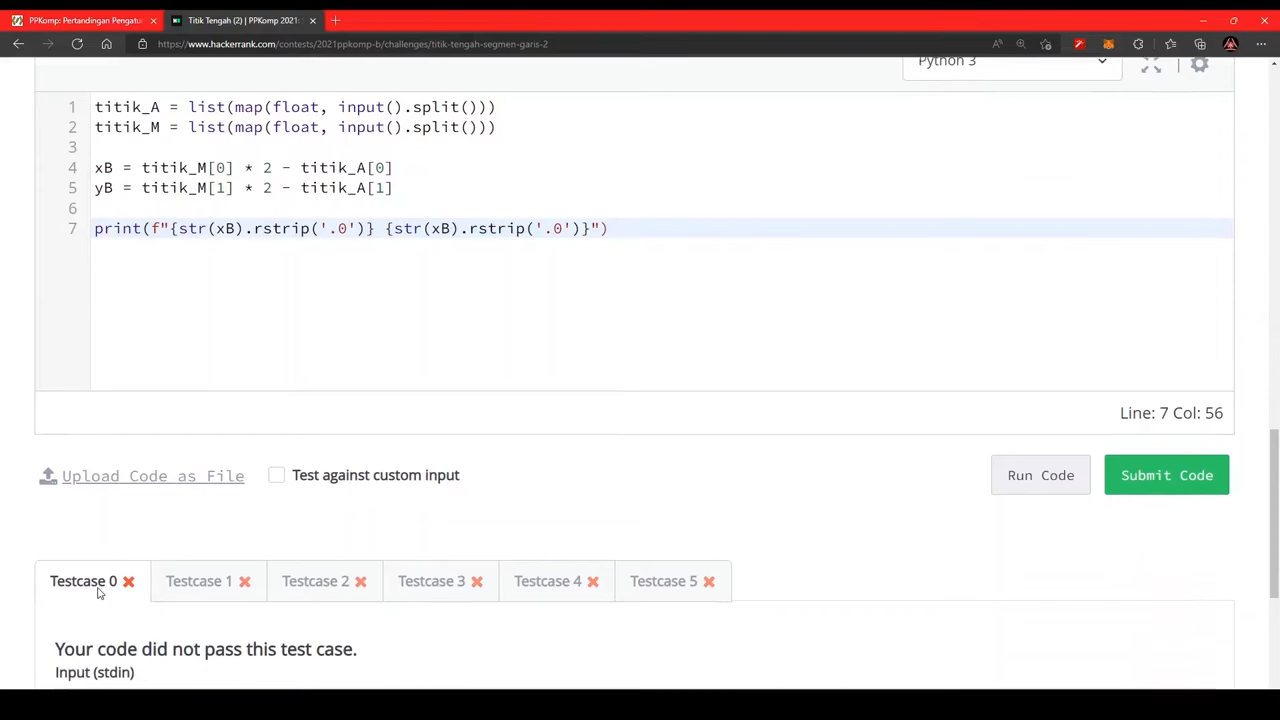 PPKomp: Pertandingan Pengatu
Titik Tengah (2) | PPKomp 2021:
https://www.hackerrank.com/contests/2021ppkomp-b/challenges/titik-tengah-segmen-garis-2
Python 3
1 titik_A = list(map(float, input().split()))
2 titik_M = list(map(float, input().split()))
3
4 xB = titik_M[0] * 2 - titik_A[0]
5 yB = titik_M[1] * 2 - titik_A[1]
6
7 print(f"{str(xB).rstrip('.0')} {str(xB).rstrip('.0')}")
Line: 7 Col: 56
Upload Code as File
Test against custom input
Run Code
Submit Code
Testcase 0
Testcase 1
Testcase 2
Testcase 3
Testcase 4
Testcase 5
Your code did not pass this test case.
Input (stdin)